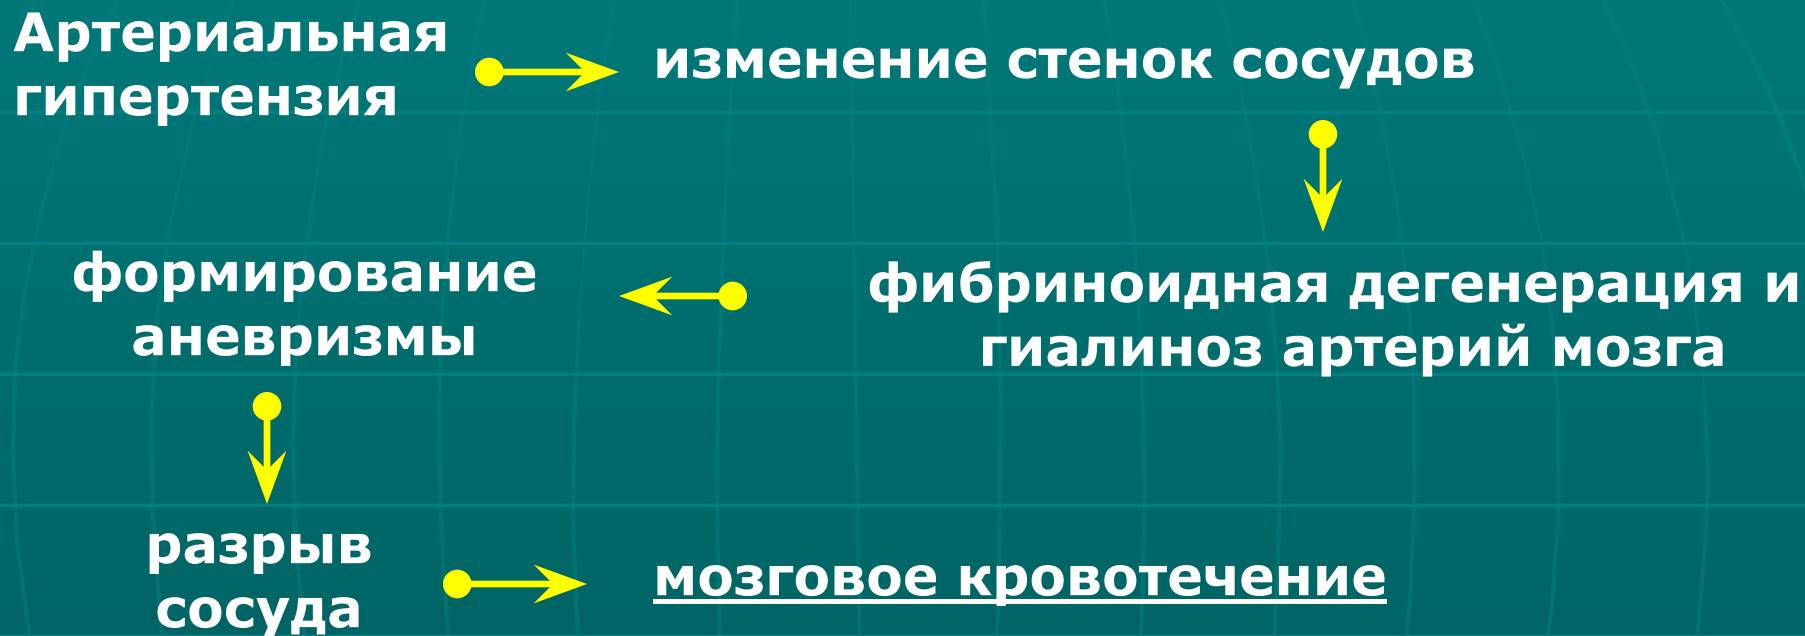 Артериальная
гипертензия
изменение стенок сосудов
фибриноидная дегенерация и
гиалиноз артерий мозга
формирование
аневризмы
разрыв
сосуда
мозговое кровотечение